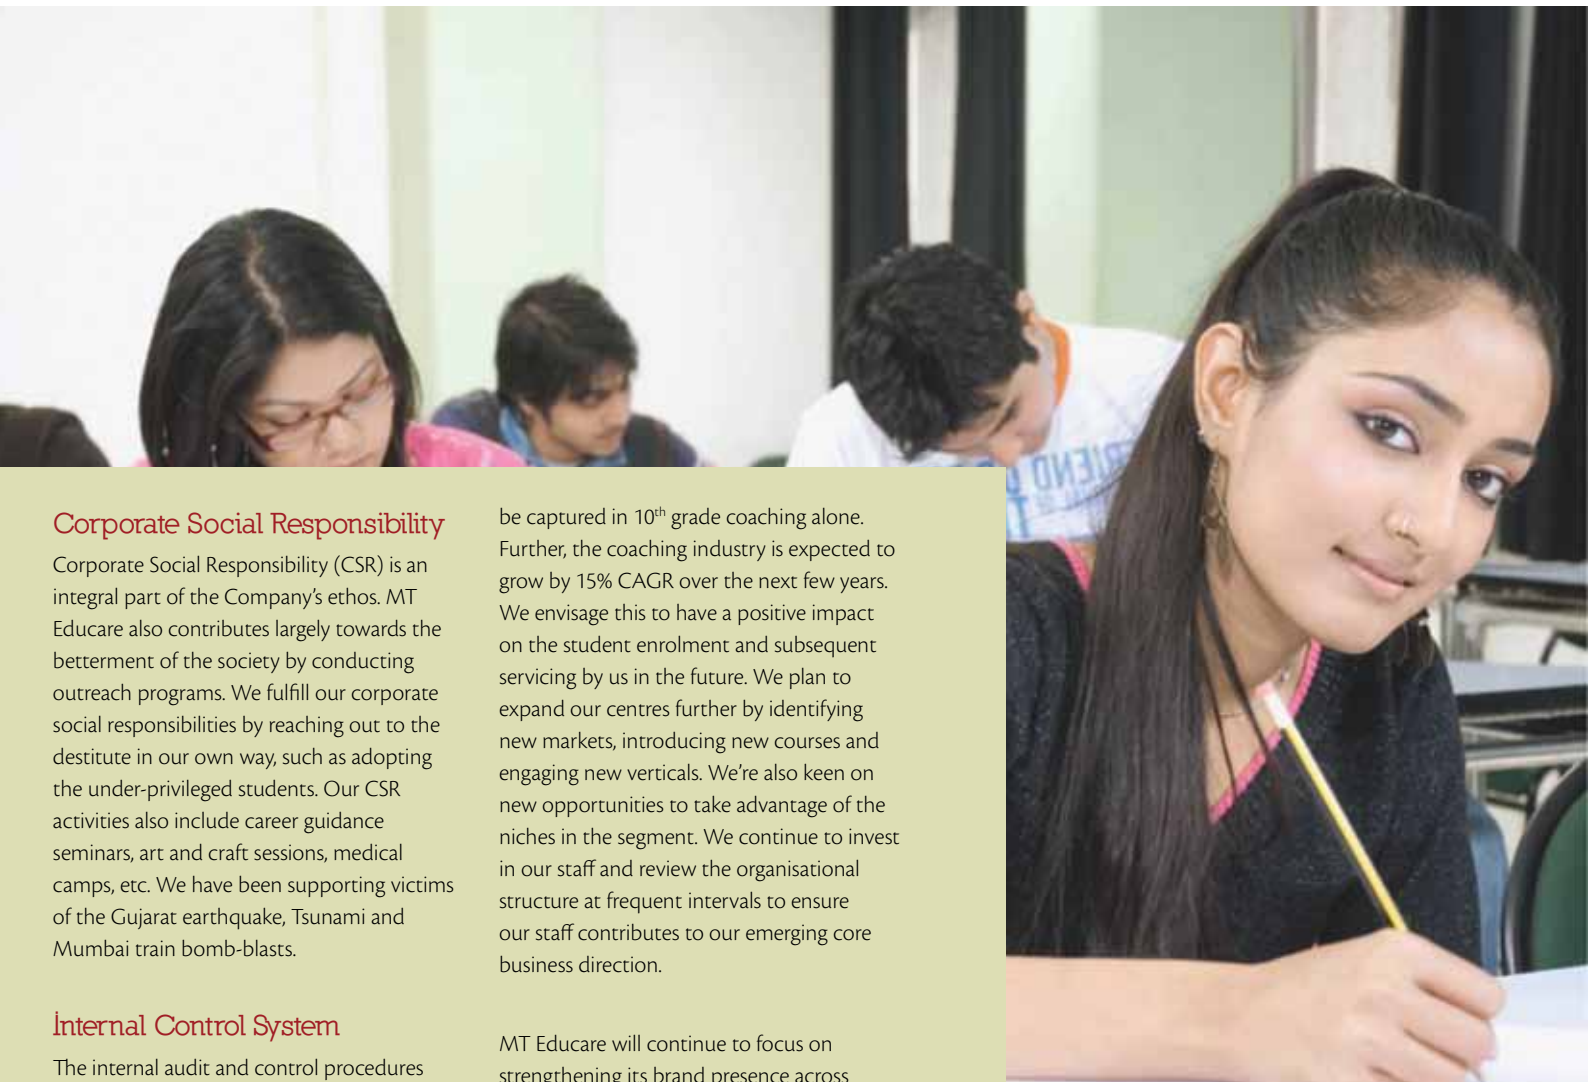 Corporate Social Responsibility
Corporate Social Responsibility (CSR) is an
integral part of the Company's ethos. MT
Educare also contributes largely towards the
betterment of the society by conducting
outreach programs. We fulfill our corporate
social responsibilities by reaching out to the
destitute in our own way, such as adopting
the under-privileged students. Our CSR
activities also include career guidance
seminars, art and craft sessions, medical
camps, etc. We have been supporting victims
of the Gujarat earthquake, Tsunami and
Mumbai train bomb-blasts.
Internal Control System
The internal audit and control procedures
be captured in 10th grade coaching alone.
Further, the coaching industry is expected to
grow by 15% CAGR over the next few years.
We envisage this to have a positive impact
on the student enrolment and subsequent
servicing by us in the future. We plan to
expand our centres further by identifying
new markets, introducing new courses and
engaging new verticals. We're also keen on
new opportunities to take advantage of the
niches in the segment. We continue to invest
in our staff and review the organisational
structure at frequent intervals to ensure
our staff contributes to our emerging core
business direction.
MT Educare will continue to focus on
strengthening its brand presence across